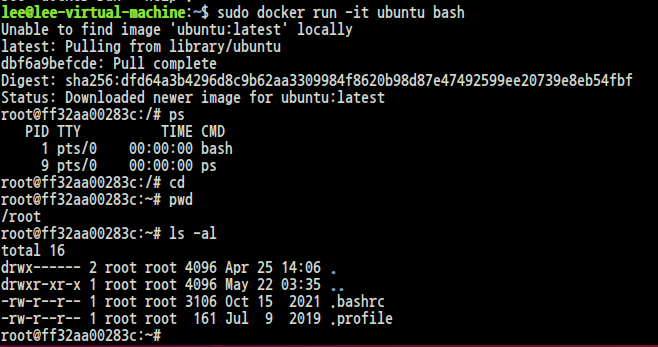 lee@lee-virtual-machine:~$ sudo docker run -it ubuntu bash
Unable to find image 'ubuntu:latest' locally
latest: Pulling from library/ubuntu
dbf6a9befcde: Pull complete
Digest: sha256:dfd64a3b4296d8c9b62aa3309984f8620b98d87e47492599ee20739e8eb54fbf
Status: Downloaded newer image for ubuntu:latest
root@ff32aa00283c:/# ps
    PID TTY          TIME CMD
      1 pts/0    00:00:00 bash
      9 pts/0    00:00:00 ps
root@ff32aa00283c:/# cd
root@ff32aa00283c:~# pwd
/root
root@ff32aa00283c:~# ls -al
total 16
drwx------ 2 root root 4096 Apr 25 14:06 .
drwxr-xr-x 1 root root 4096 May 22 03:35 ..
-rw-r--r-- 1 root root 3106 Oct 15  2021 .bashrc
-rw-r--r-- 1 root root  161 Jul  9  2019 .profile
root@ff32aa00283c:~#